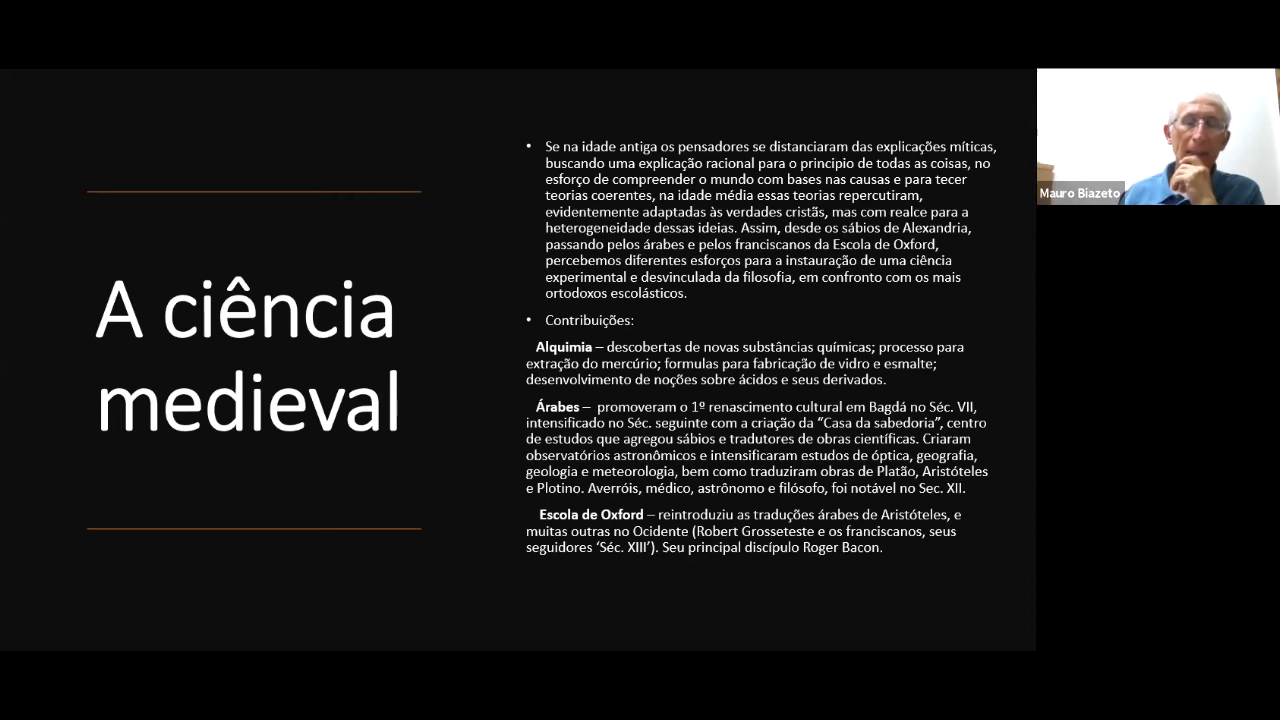 A ciência
medieval
• Se na idade antiga os pensadores se distanciaram das explicações míticas,
buscando uma explicação racional para o principio de todas as coisas, no
esforço de compreender o mundo com bases nas causas e para tecer
teorias coerentes, na idade média essas teorias repercutiram,
evidentemente adaptadas às verdades cristãs, mas com realce para a
heterogeneidade dessas ideias. Assim, desde os sábios de Alexandria,
passando pelos árabes e pelos franciscanos da Escola de Oxford,
percebemos diferentes esforços para a instauração de uma ciência
experimental e desvinculada da filosofia, em confronto com os mais
ortodoxos escolásticos.
• Contribuições:
Alquimia – descobertas de novas substâncias químicas; processo para
extração do mercúrio; formulas para fabricação de vidro e esmalte;
desenvolvimento de noções sobre ácidos e seus derivados.
Árabes – promoveram o 1º renascimento cultural em Bagdá no Séc. VII,
intensificado no Séc. seguinte com a criação da “Casa da sabedoria”, centro
de estudos que agregou sábios e tradutores de obras científicas. Criaram
observatórios astronômicos e intensificaram estudos de óptica, geografia,
geologia e meteorologia, bem como traduziram obras de Platão, Aristóteles
e Plotino. Averróis, médico, astrônomo e filósofo, foi notável no Sec. XII.
Escola de Oxford – reintroduziu as traduções árabes de Aristóteles, e
muitas outras no Ocidente (Robert Grosseteste e os franciscanos, seus
seguidores ‘Séc. XIII’). Seu principal discípulo Roger Bacon.
Mauro Biazeto